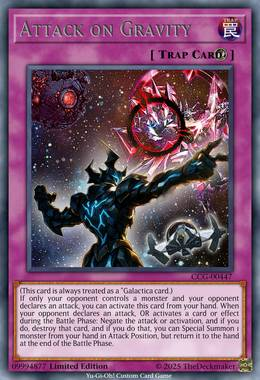 ATTACK ON GRAVITY
TRAP
罠
[ TRAP CARD ]
CCG-00447
(This card is always treated as a "Galactica card.)
If only your opponent controls a monster and your opponent
declares an attack, you can activate this card from your hand. When
your opponent declares an attack, OR activates a card or effect
during the Battle Phase: Negate the attack or activation, and if you
do, destroy that card, and if you do that, you can Special Summon 1
monster from your hand in Attack Position, but return it to the hand
at the end of the Battle Phase.
09994877 Limited Edition
© 2025 TheDeckmaker
Yu-Gi-Oh! Custom Card Game